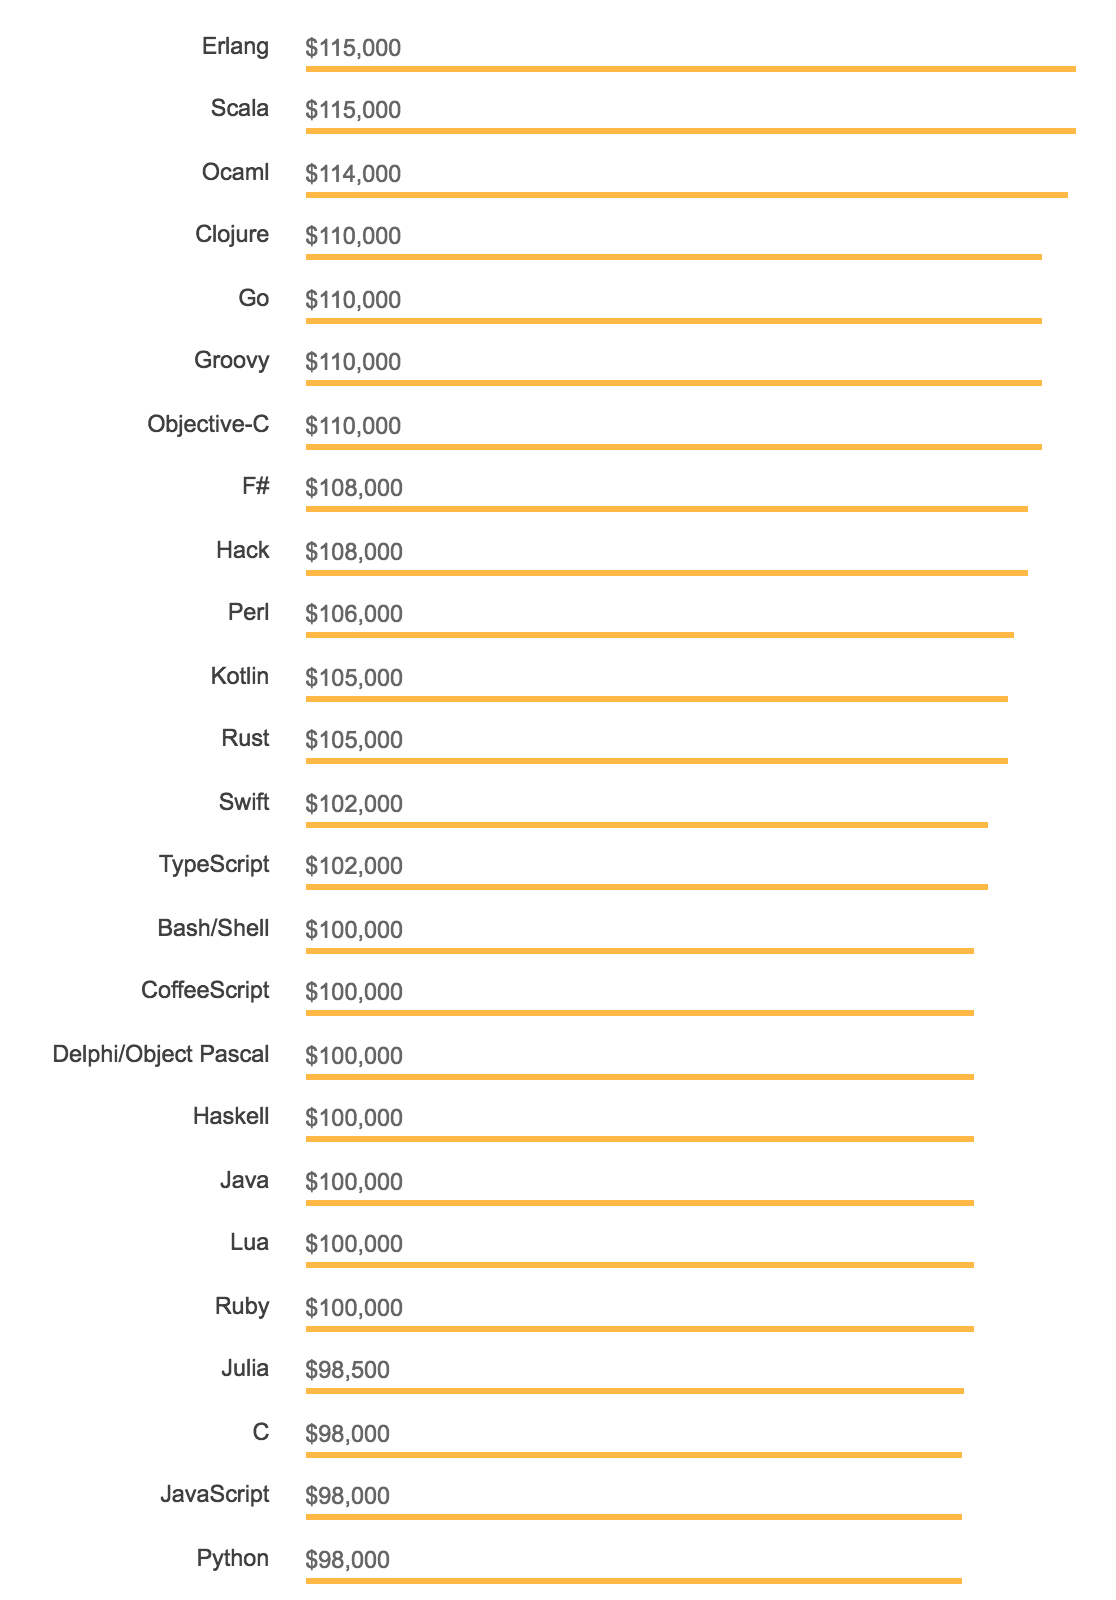 Erlang $115,000
Scala $115,000
Ocaml $114,000
Clojure $110,000
Go $110,000
Groovy $110,000
Objective-C $110,000
F# $108,000
Hack $108,000
Perl $106,000
Kotlin $105,000
Rust $105,000
Swift $102,000
TypeScript $102,000
Bash/Shell $100,000
CoffeeScript $100,000
Delphi/Object Pascal $100,000
Haskell $100,000
Java $100,000
Lua $100,000
Ruby $100,000
Julia $98,500
C $98,000
JavaScript $98,000
Python $98,000